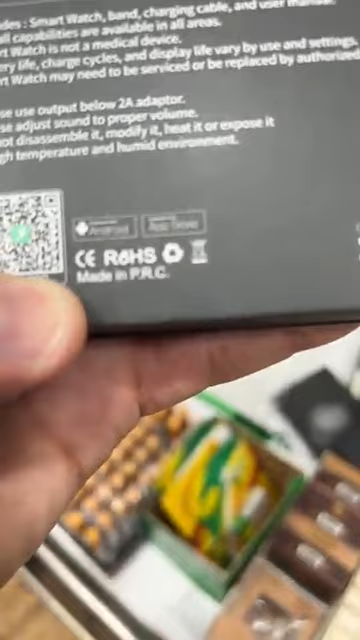 des : Smart Watch, band, charging cable, and user manual.
ll capabilities are available in all areas.
rt Watch is not a medical device.
ery life, charge cycles, and display life vary by use and settings.
rt Watch may need to be serviced or be replaced by authorized
se use output below 2A adaptor.
se adjust sound to proper volume.
not disassemble it, modify it, heat it or expose it
gh temperature and humid environment.
Android
App Store
CE RoHS
Made in P.R.C.